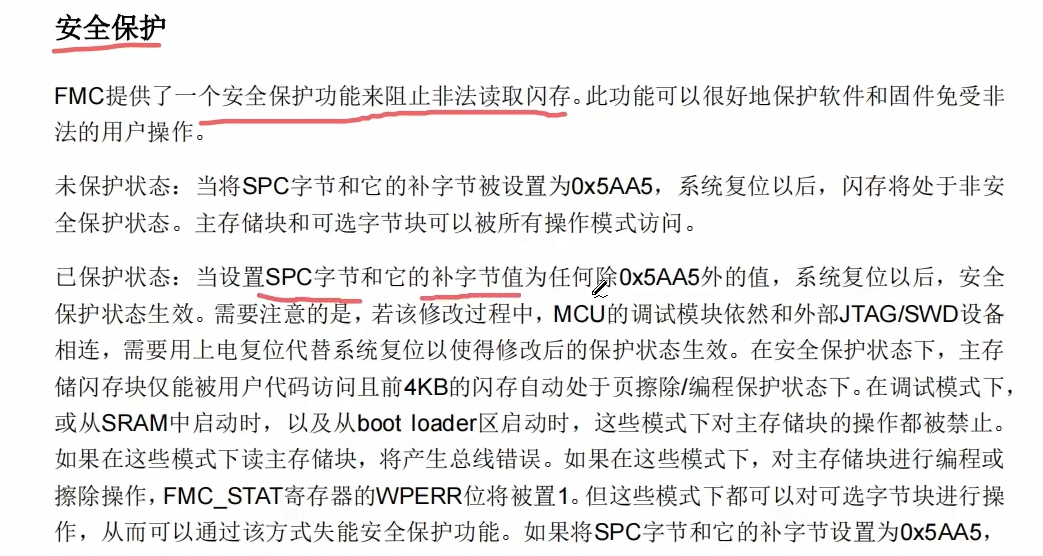 安全保护
FMC提供了一个安全保护功能来阻止非法读取闪存。此功能可以很好地保护软件和固件免受非
法的用户操作。
未保护状态：当将SPC字节和它的补字节被设置为0x5AA5，系统复位以后，闪存将处于非安
全保护状态。主存储块和可选字节块可以被所有操作模式访问。
已保护状态：当设置SPC字节和它的补字节值为任何除0x5AA5外的值，系统复位以后，安全
保护状态生效。需要注意的是，若该修改过程中，MCU的调试模块依然和外部JTAG/SWD设备
相连，需要用上电复位代替系统复位以使得修改后的保护状态生效。在安全保护状态下，主存
储闪存块仅能被用户代码访问且前4KB的闪存自动处于页擦除/编程保护状态下。在调试模式下，
或从SRAM中启动时，以及从boot loader区启动时，这些模式下对主存储块的操作都被禁止。
如果在这些模式下读主存储块，将产生总线错误。如果在这些模式下，对主存储块进行编程或
擦除操作，FMC_STAT寄存器的WPERR位将被置1。但这些模式下都可以对可选字节块进行操
作，从而可以通过该方式失能安全保护功能。如果将SPC字节和它的补字节设置为0x5AA5，